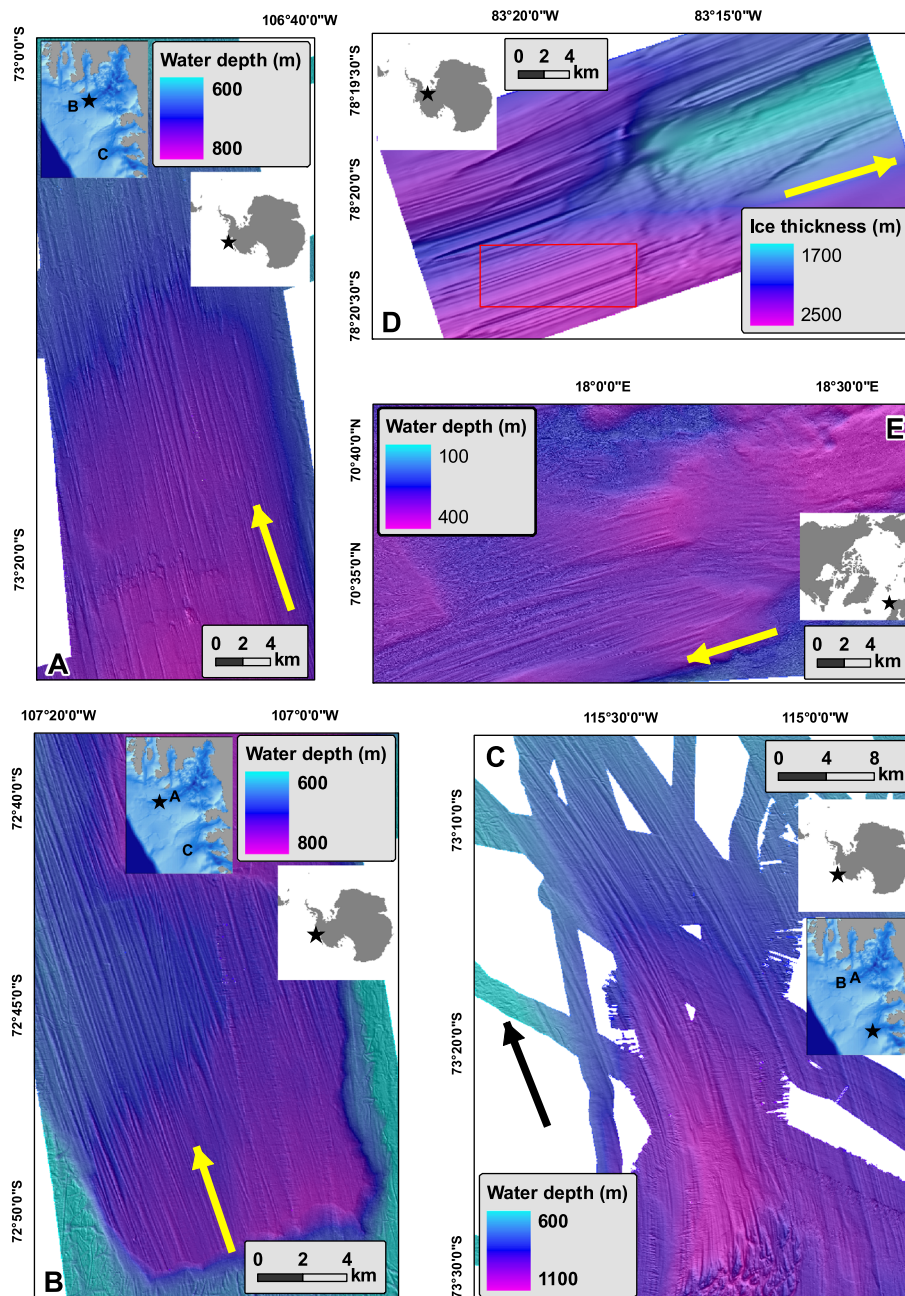 106°40'0"W
73°0'0"S
73°20'0"S
Water depth (m)
600
800
B
C
0 2 4
km
A
83°20'0"W
83°15'0"W
78°19'30"S
78°20'0"S
78°20'30"S
0 2 4
km
Ice thickness (m)
1700
2500
D
18°0'0"E
18°30'0"E
70°40'0"N
70°35'0"N
Water depth (m)
100
400
E
0 2 4
km
107°20'0"W
107°0'0"W
72°40'0"S
72°45'0"S
72°50'0"S
A
C
Water depth (m)
600
800
0 2 4
km
B
115°30'0"W
115°0'0"W
73°10'0"S
73°20'0"S
73°30'0"S
C
0 4 8
km
B A
Water depth (m)
600
1100